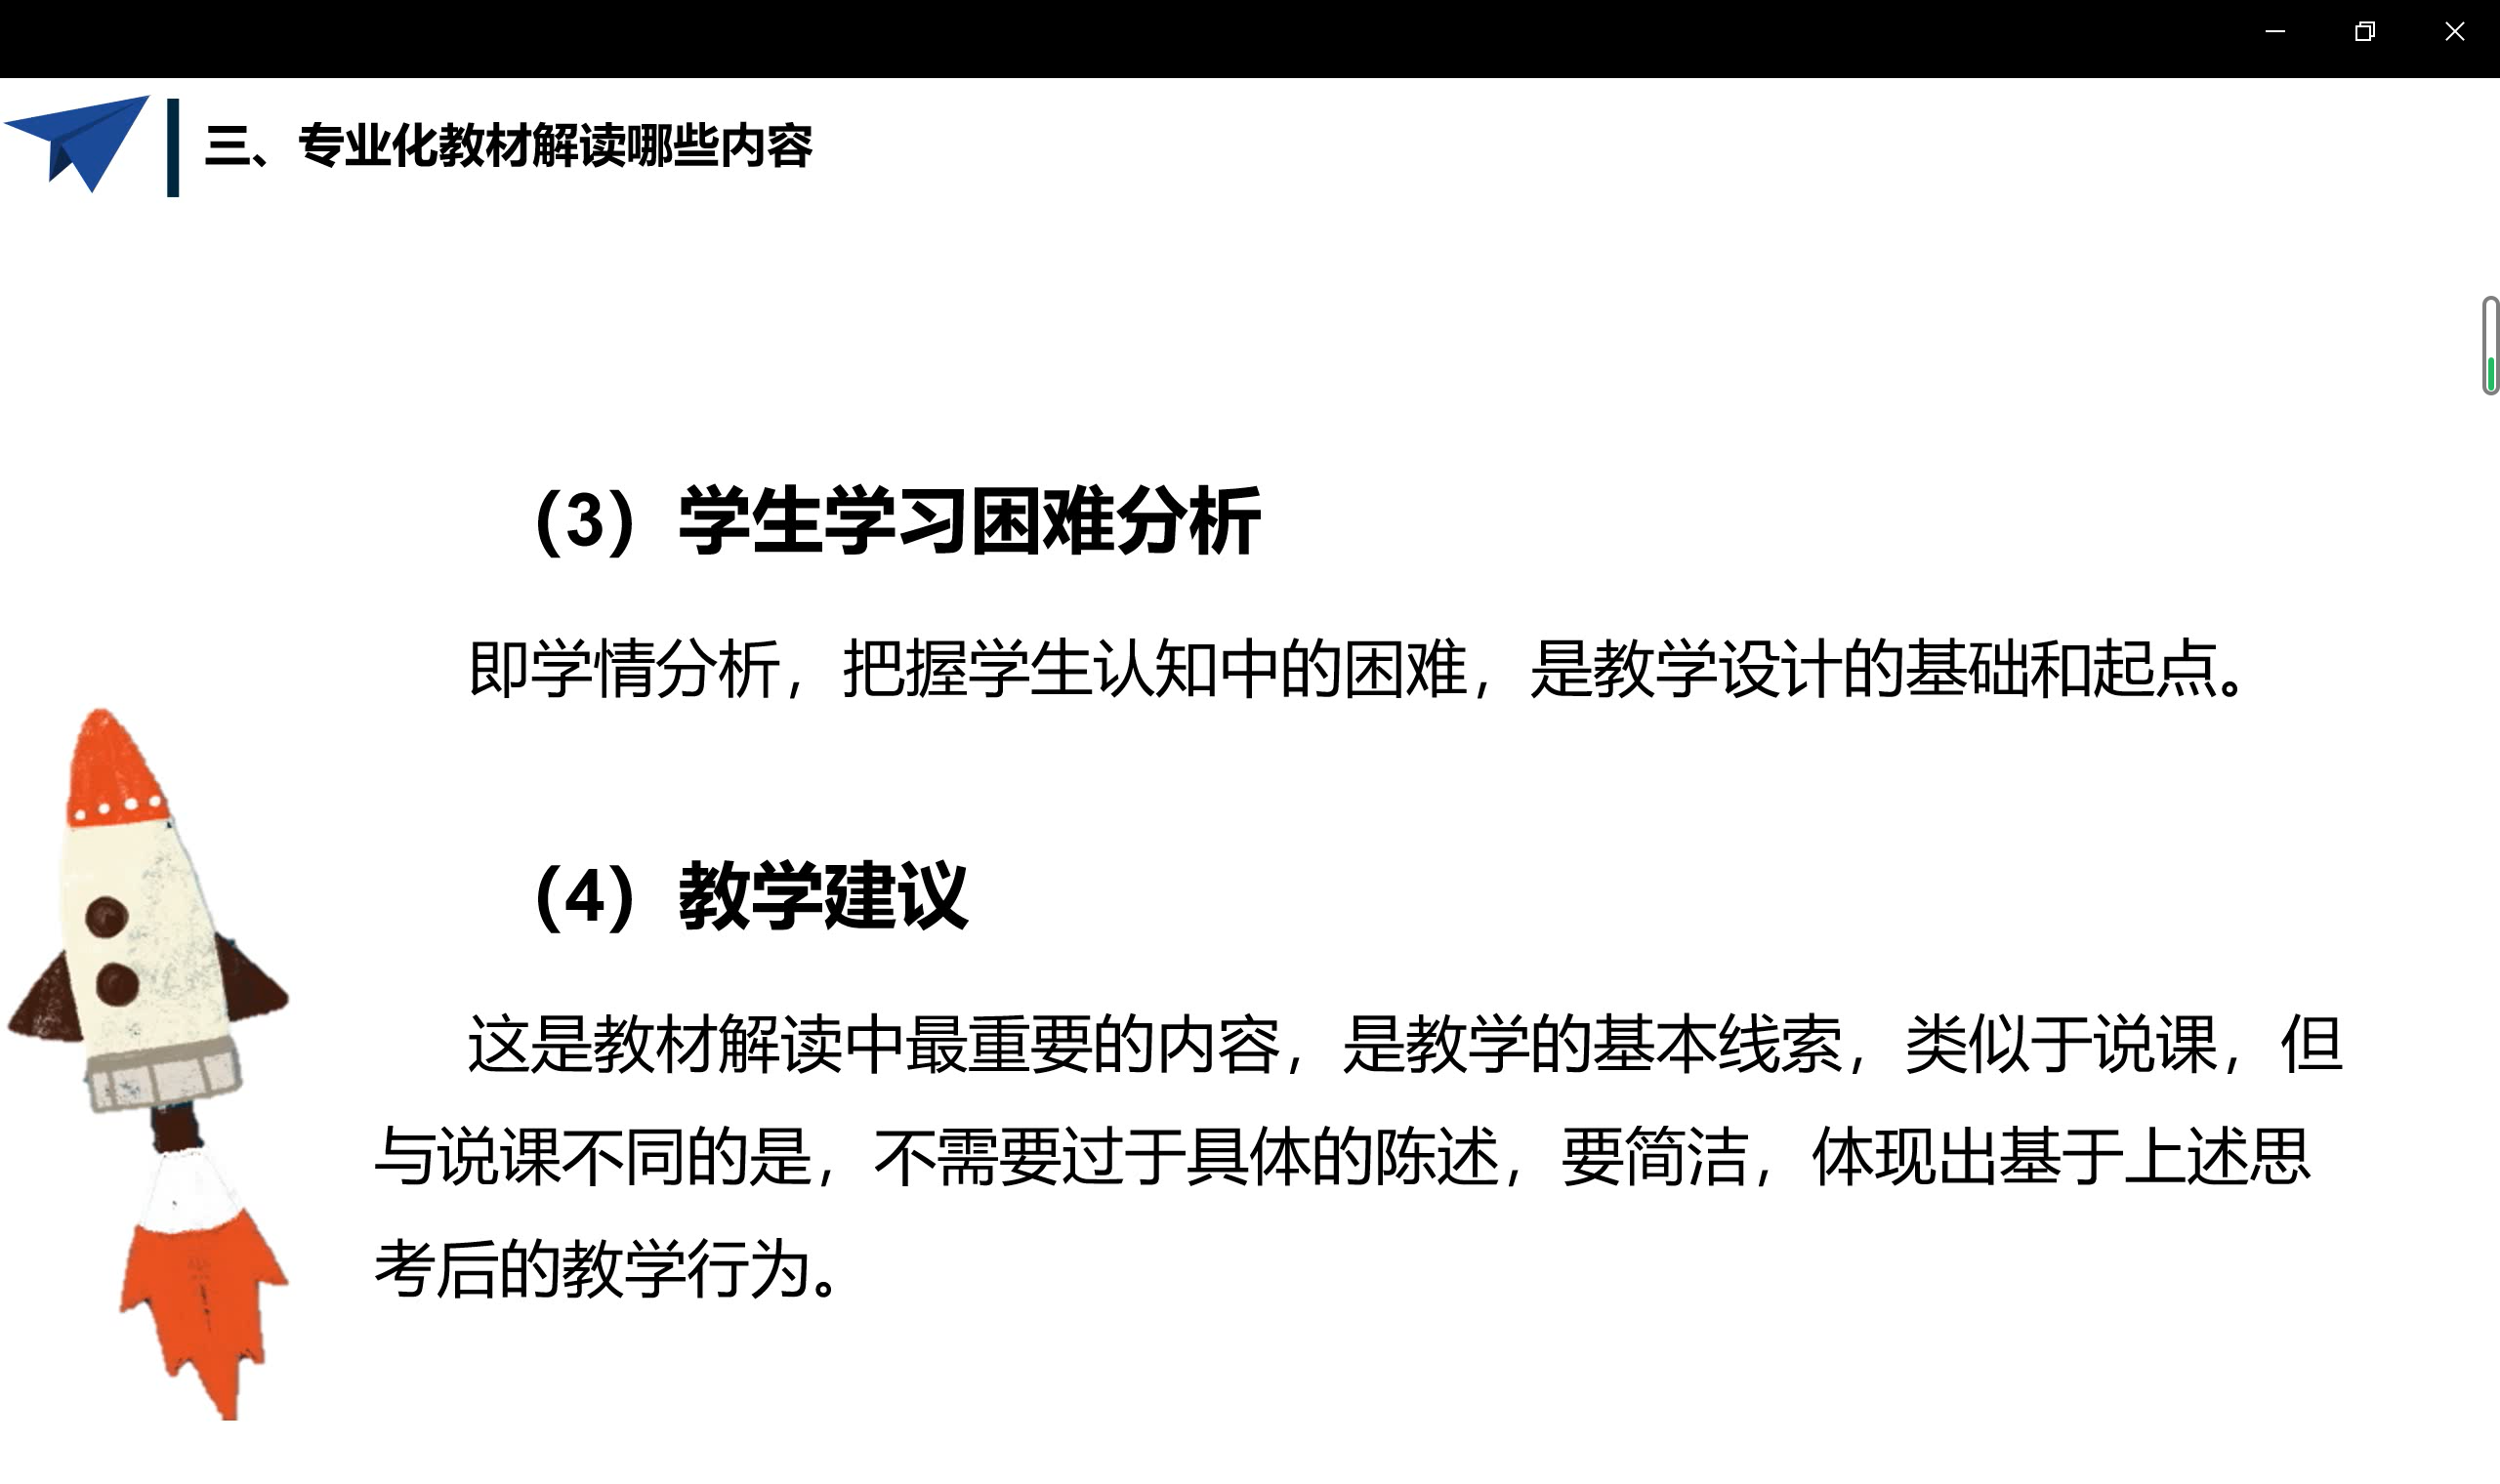 三、专业化教材解读哪些内容
（3）学生学习困难分析
即学情分析，把握学生认知中的困难，是教学设计的基础和起点。
（4）教学建议
这是教材解读中最重要的内容，是教学的基本线索，类似于说课，但
与说课不同的是，不需要过于具体的陈述，要简洁，体现出基于上述思
考后的教学行为。